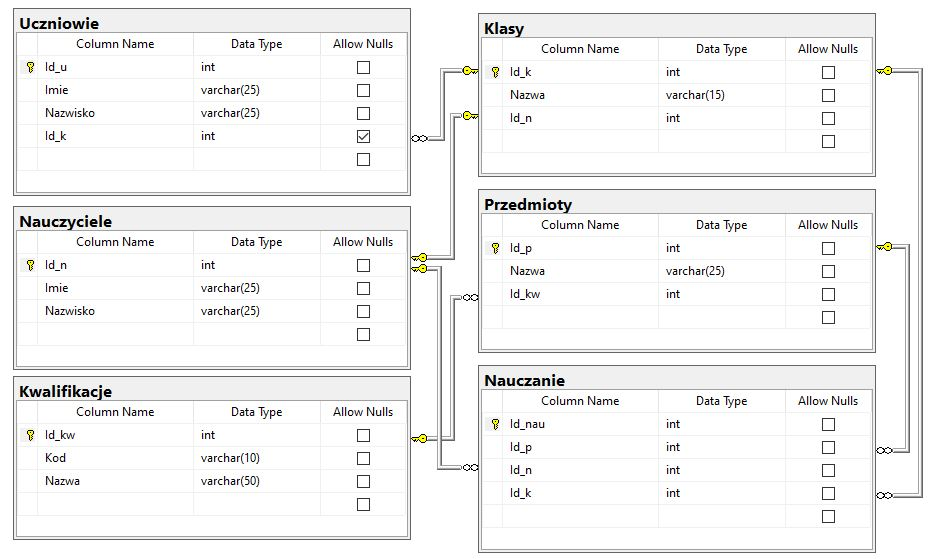 Uczniowie
Column Name Data Type Allow Nulls
Id_u int
Imie varchar(25)
Nazwisko varchar(25)
Id_k int
Nauczyciele
Column Name Data Type Allow Nulls
Id_n int
Imie varchar(25)
Nazwisko varchar(25)
Kwalifikacje
Column Name Data Type Allow Nulls
Id_kw int
Kod varchar(10)
Nazwa varchar(50)
Klasy
Column Name Data Type Allow Nulls
Id_k int
Nazwa varchar(15)
Id_n int
Przedmioty
Column Name Data Type Allow Nulls
Id_p int
Nazwa varchar(25)
Id_kw int
Nauczanie
Column Name Data Type Allow Nulls
Id_nau int
Id_p int
Id_n int
Id_k int